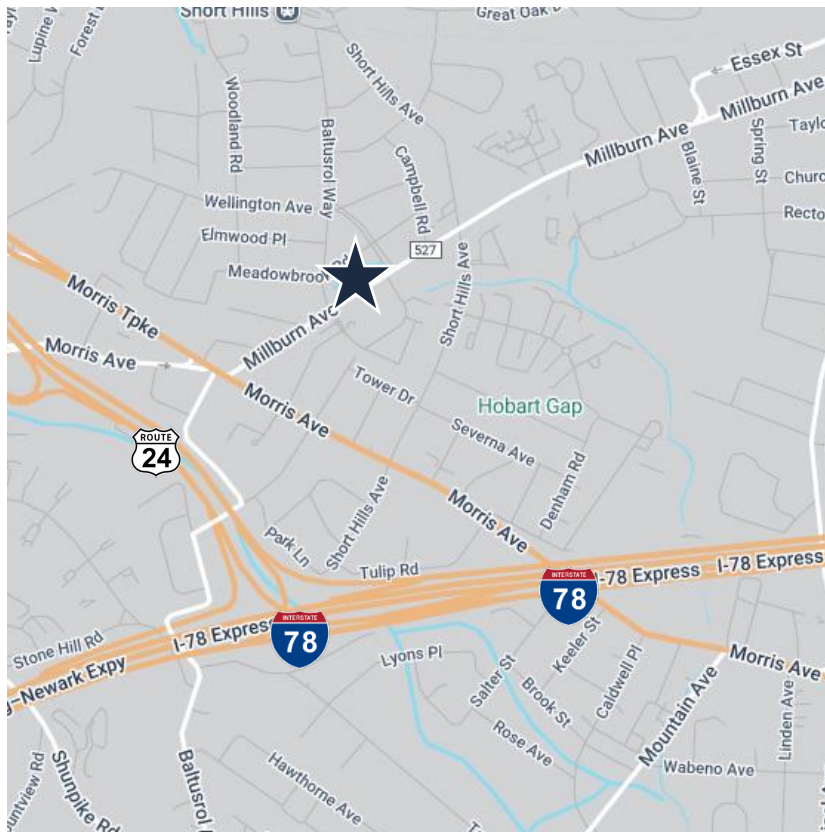 Short Hills
Great Oak D
Lupine W
Forest D
Short Hills Ave
Essex St
Woodland Rd
Baltusrol Way
Millburn Ave
Millburn Ave
Taylo
Blaine St
Spring St
Campbell Rd
Churc
Wellington Ave
Recto
Elmwood Pl
527
Meadowbroo
Short Hills Ave
Morris Tpke
Millburn Ave
Morris Ave
Tower Dr
Morris Ave
Hobart Gap
Severna Ave
ROUTE
24
Denham Rd
Morris Ave
Short Hills Ave
Park Ln
Tulip Rd
I-78 Express
I-78 Express
INTERSTATE
78
INTERSTATE
78
I-78 Express
Stone Hill Rd
g–Newark Expy
Lyons Pl
Keeler St
Salter St
Caldwell Pl
Morris Ave
Brook St
Mountain Ave
Linden Ave
Rose Ave
Wabeno Ave
Baltusrol
Hawthorne Ave
Shunpike Rd
untview Rd